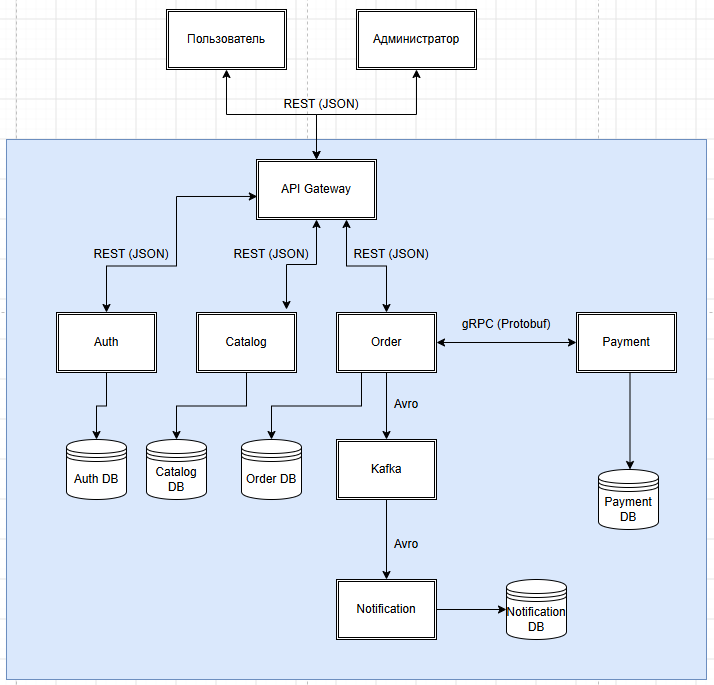 Пользователь
Администратор
REST (JSON)
API Gateway
REST (JSON)
REST (JSON)
REST (JSON)
Auth
Catalog
Order
gRPC (Protobuf)
Payment
Avro
Auth DB
Catalog
DB
Order DB
Kafka
Payment
DB
Avro
Notification
Notification
DB